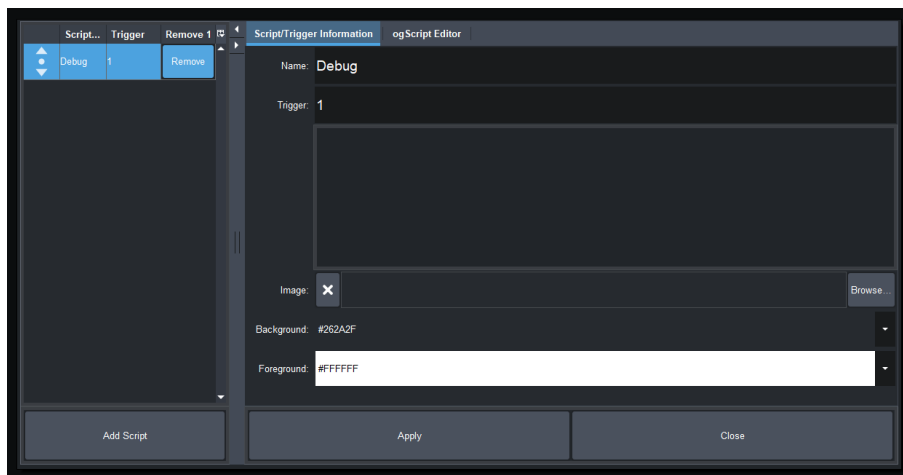 Script... Trigger Remove 1
Debug 1 Remove
Add Script
Script/Trigger Information ogScript Editor
Name: Debug
Trigger: 1
Image: Browse...
Background: #262A2F
Foreground: #FFFFFF
Apply Close